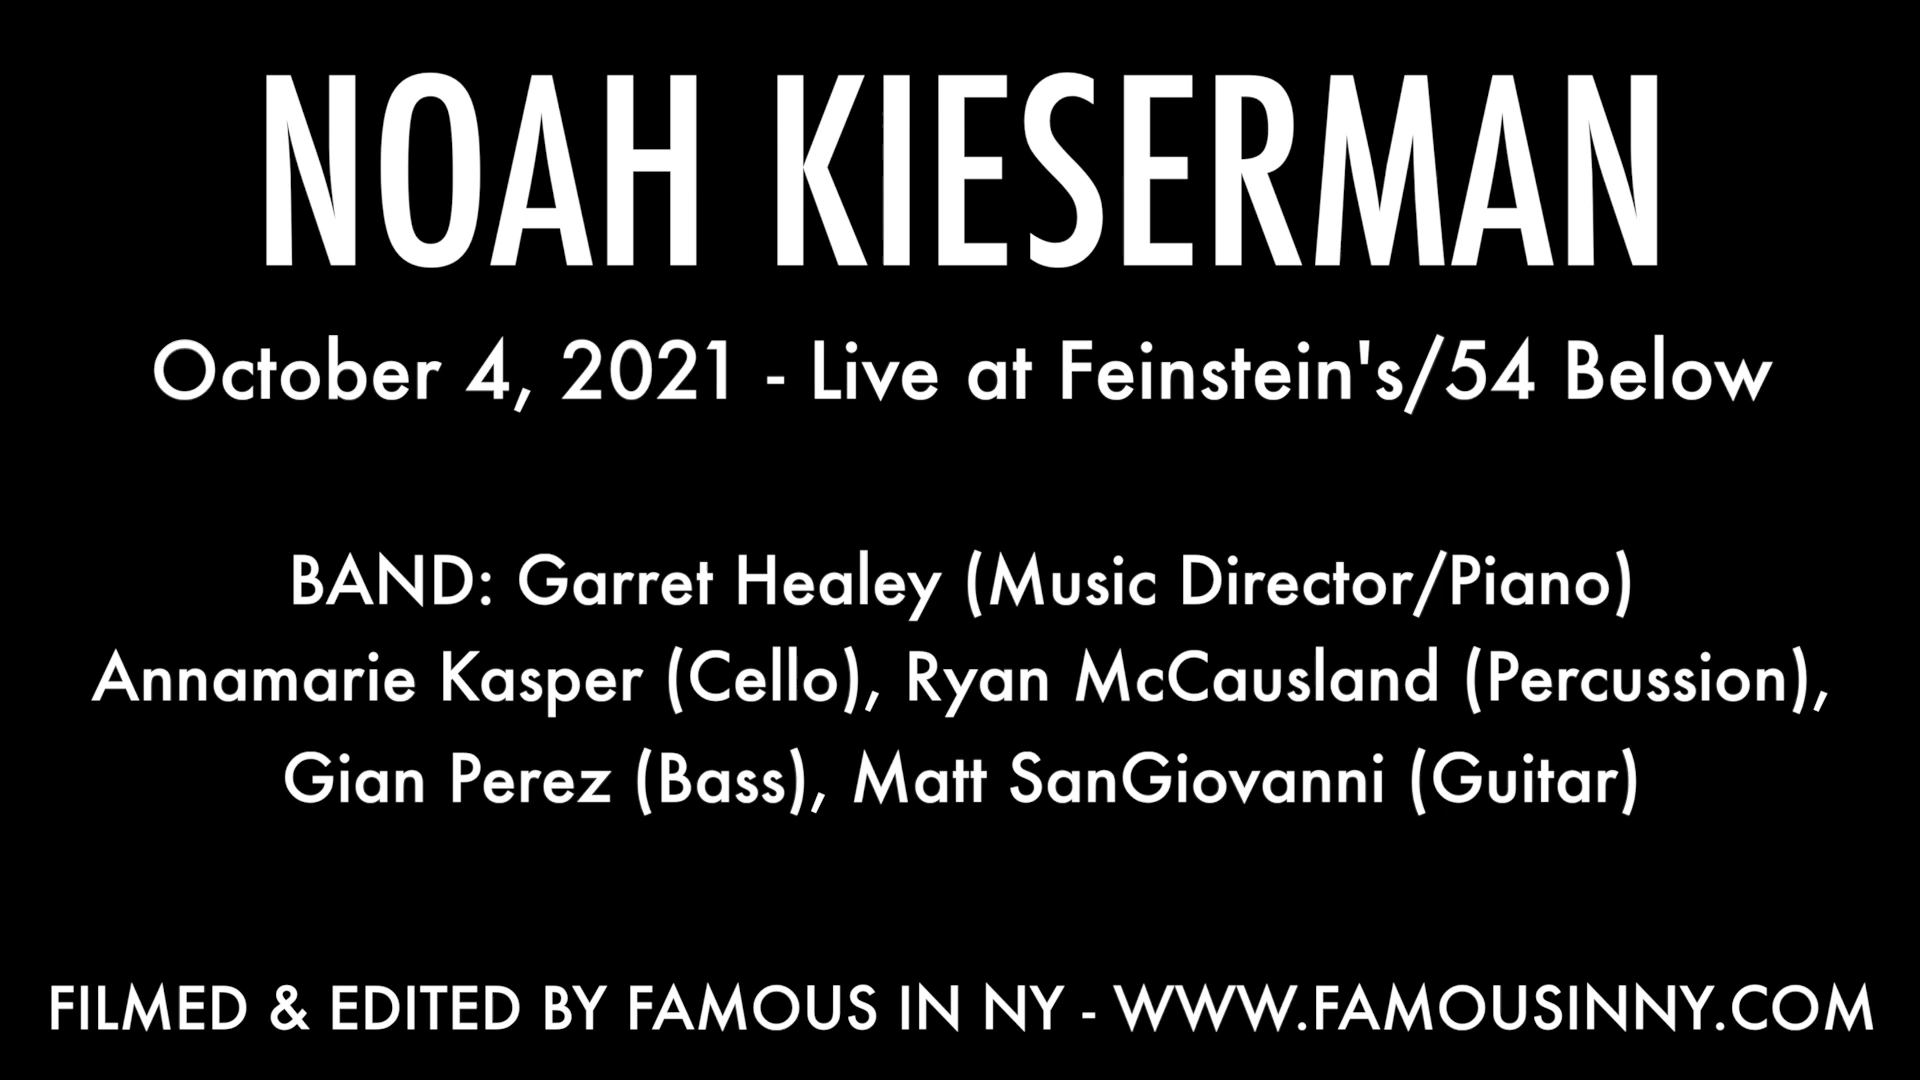 NOAH KIESERMAN
October 4, 2021 - Live at Feinstein's/54 Below
BAND: Garret Healey (Music Director/Piano)
Annamarie Kasper (Cello), Ryan McCausland (Percussion),
Gian Perez (Bass), Matt SanGiovanni (Guitar)
FILMED & EDITED BY FAMOUS IN NY - WWW.FAMOUSINNY.COM